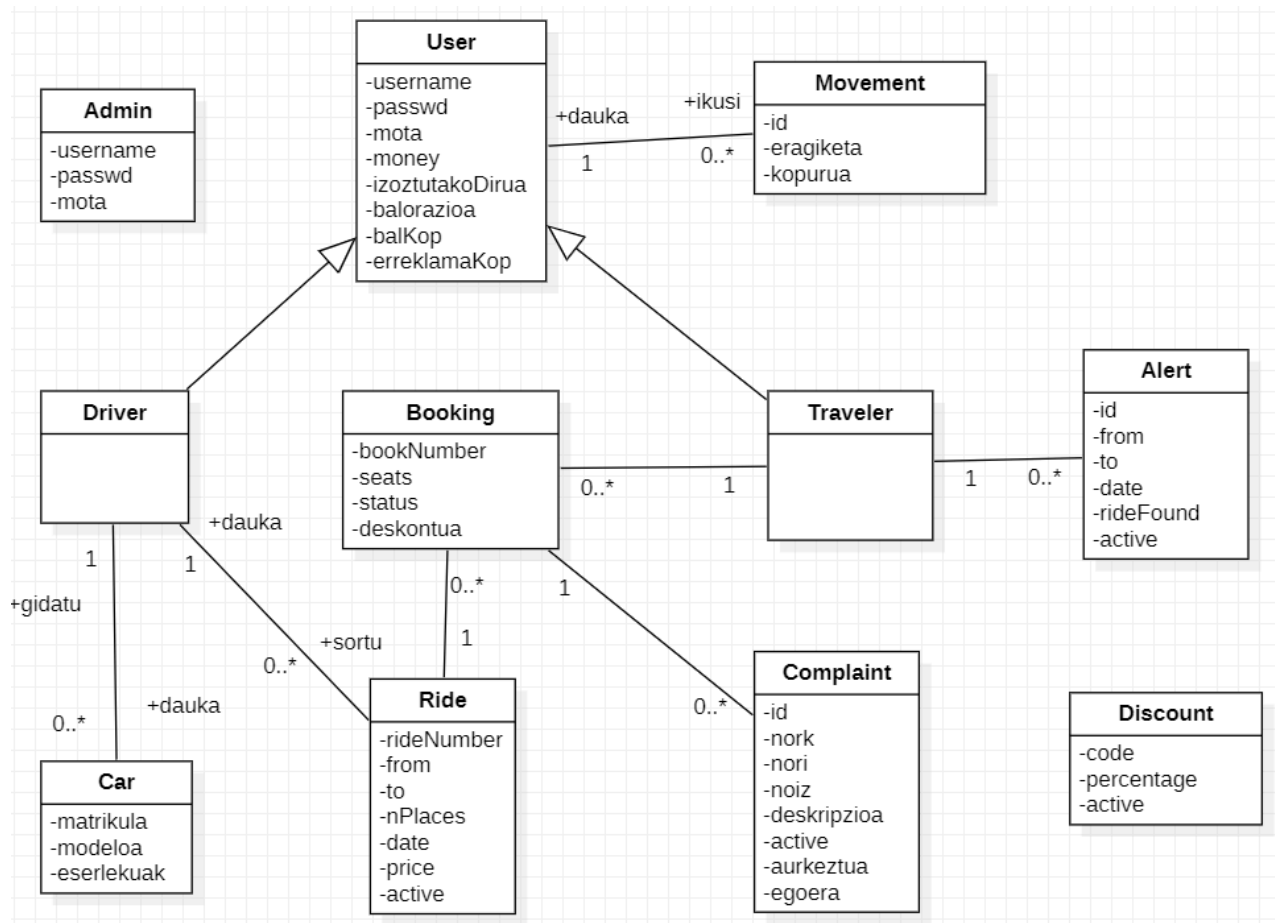 User
-username
-passwd
-mota
-money
-izoztutakoDirua
-balorazioa
-balKop
-erreklamaKop
Admin
-username
-passwd
-mota
Movement
-id
-eragiketa
-kopurua
+dauka
+ikusi
1
0..*
Driver
Booking
-bookNumber
-seats
-status
-deskontua
Traveler
Alert
-id
-from
-to
-date
-rideFound
-active
0..*
1
1
0..*
+dauka
1
1
+gidatu
0..*
1
1
+sortu
0..*
+dauka
0..*
0..*
Car
-matrikula
-modeloa
-eserlekuak
Ride
-rideNumber
-from
-to
-nPlaces
-date
-price
-active
Complaint
-id
-nork
-nori
-noiz
-deskripzioa
-active
-aurkeztua
-egoera
Discount
-code
-percentage
-active